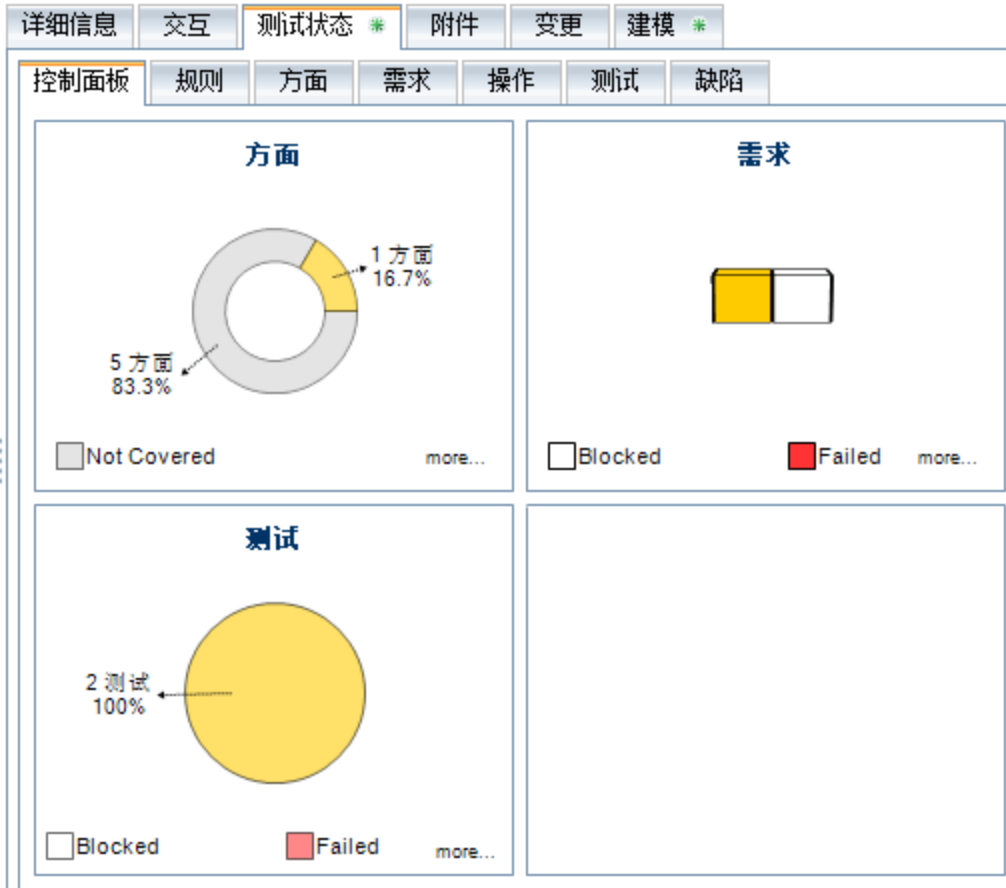 详细信息 交互 测试状态 * 附件 变更 建模 *
控制面板 规则 方面 需求 操作 测试 缺陷
方面
1 方面
16.7%
5 方面
83.3%
Not Covered more...
需求
Blocked Failed more...
测试
2 测试
100%
Blocked Failed more...